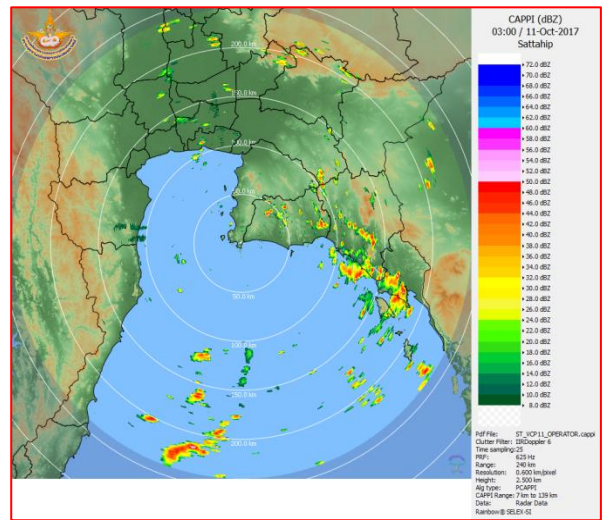 CAPPI (dBZ)
03:00 / 11-Oct-2017
Sattahip
72.0 dBZ
70.0 dBZ
68.0 dBZ
66.0 dBZ
64.0 dBZ
62.0 dBZ
60.0 dBZ
58.0 dBZ
56.0 dBZ
54.0 dBZ
52.0 dBZ
50.0 dBZ
48.0 dBZ
46.0 dBZ
44.0 dBZ
42.0 dBZ
40.0 dBZ
38.0 dBZ
36.0 dBZ
34.0 dBZ
32.0 dBZ
30.0 dBZ
28.0 dBZ
26.0 dBZ
24.0 dBZ
22.0 dBZ
20.0 dBZ
18.0 dBZ
16.0 dBZ
14.0 dBZ
12.0 dBZ
10.0 dBZ
8.0 dBZ
Pdf File: ST_VCP11_OPERATOR.cappi
Clutter Filter: IIRDoppler 6
Time sampling:25
PRF: 625 Hz
Range: 240 km
Resolution: 0.600 km/pixel
Height: 2.500 km
Alg type: PCAPPI
CAPPI Range: 7 km to 139 km
Data: Radar Data
Rainbow® SELEX-SI
200.0 km
150.0 km
100.0 km
50.0 km
50.0 km
100.0 km
150.0 km
200.0 km